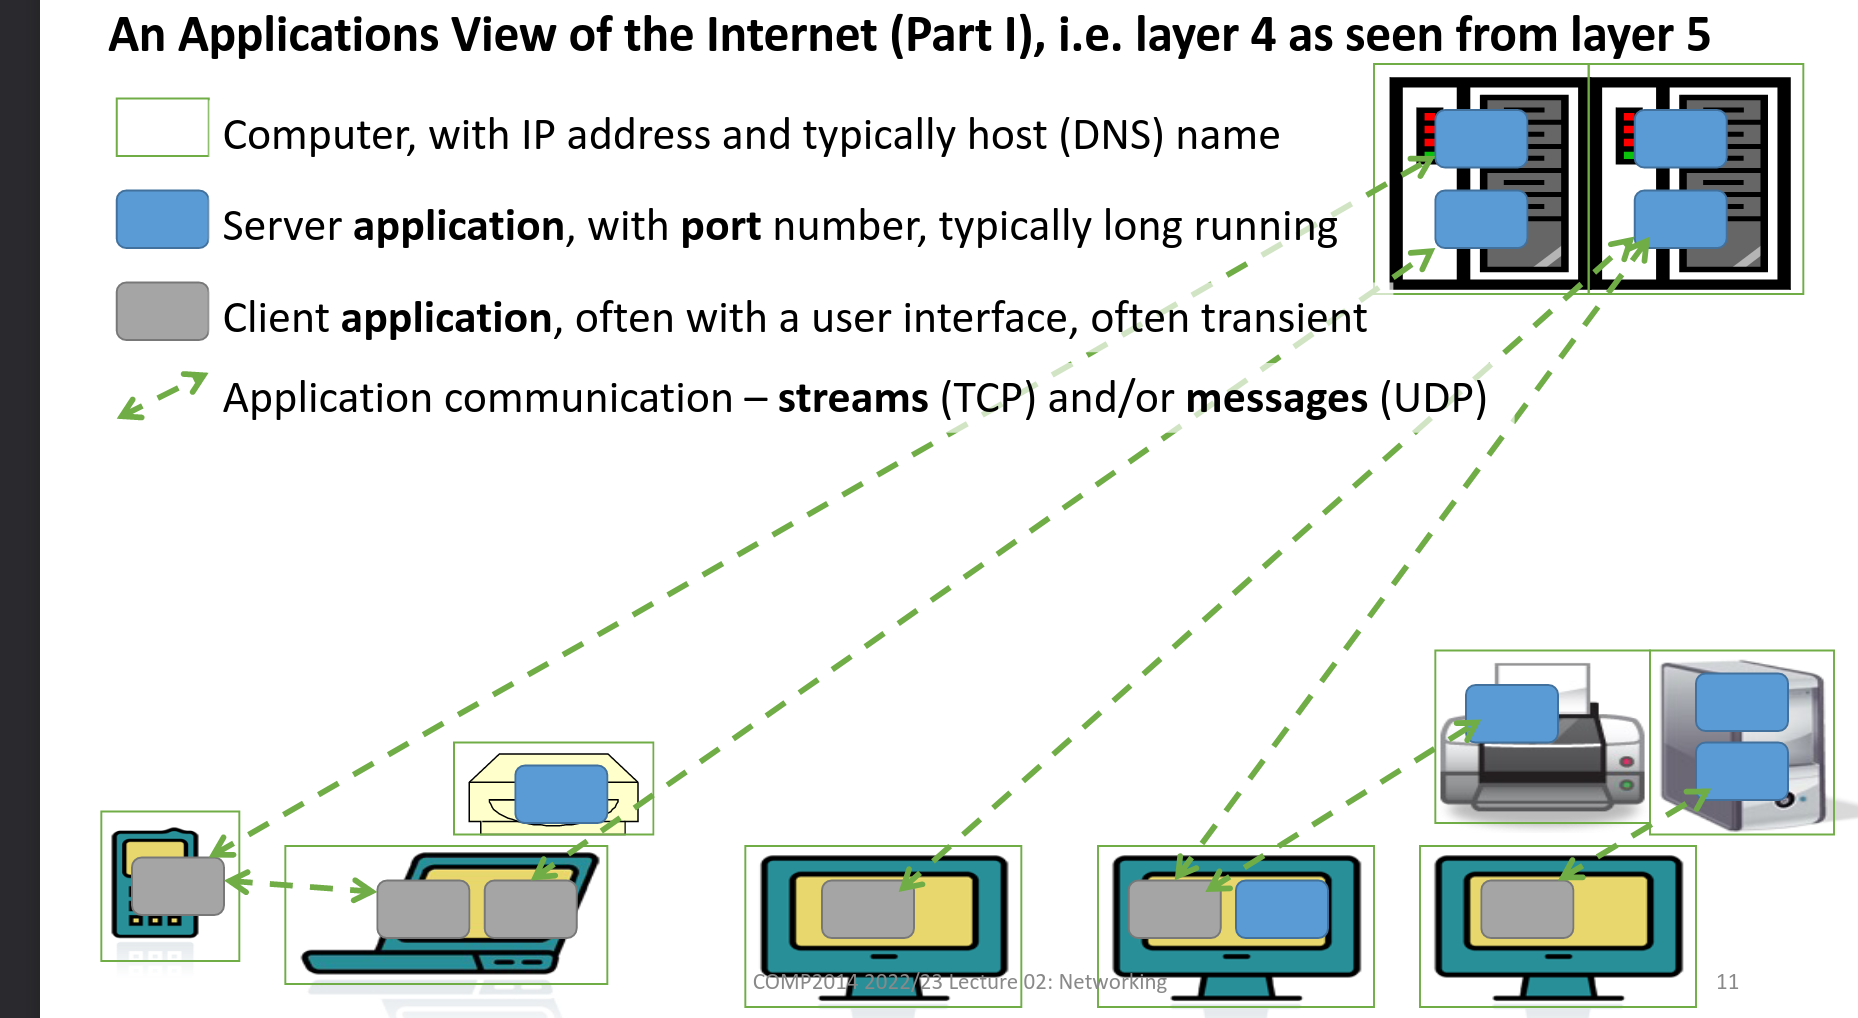 An Applications View of the Internet (Part I), i.e. layer 4 as seen from layer 5
Computer, with IP address and typically host (DNS) name
Server application, with port number, typically long running
Client application, often with a user interface, often transient
Application communication – streams (TCP) and/or messages (UDP)
COMP2014 2022/23 Lecture 02: Networking
11